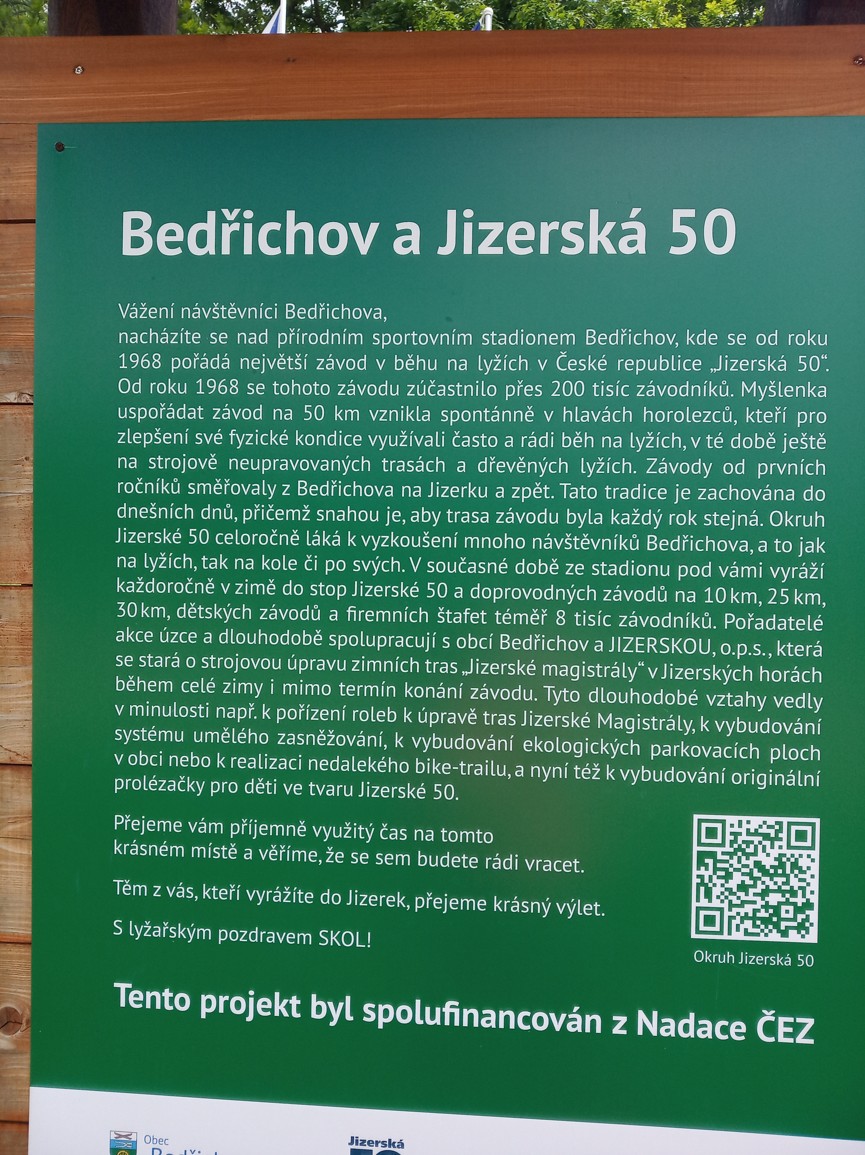 Bedřichov a Jizerská 50
Vážení návštěvníci Bedřichova,
nacházíte se nad přírodním sportovním stadionem Bedřichov, kde se od roku
1968 pořádá největší závod v běhu na lyžích v České republice „Jizerská 50“.
Od roku 1968 se tohoto závodu zúčastnilo přes 200 tisíc závodníků. Myšlenka
uspořádat závod na 50 km vznikla spontánně v hlavách horolezců, kteří pro
zlepšení své fyzické kondice využívali často a rádi běh na lyžích, v té době ještě
na strojově neupravovaných trasách a dřevěných lyžích. Závody od prvních
ročníků směřovaly z Bedřichova na Jizerku a zpět. Tato tradice je zachována do
dnešních dnů, přičemž snahou je, aby trasa závodu byla každý rok stejná. Okruh
Jizerské 50 celoročně láká k vyzkoušení mnoho návštěvníků Bedřichova, a to jak
na lyžích, tak na kole či po svých. V současné době ze stadionu pod vámi vyráží
každoročně v zimě do stop Jizerské 50 a doprovodných závodů na 10 km, 25 km,
30 km, dětských závodů a firemních štafet téměř 8 tisíc závodníků. Pořadatelé
akce úzce a dlouhodobě spolupracují s obcí Bedřichov a JIZERSKOU, o.p.s., která
se stará o strojovou úpravu zimních tras „Jizerské magistrály“ v Jizerských horách
během celé zimy i mimo termín konání závodu. Tyto dlouhodobé vztahy vedly
v minulosti např. k pořízení roleb k úpravě tras Jizerské Magistrály, k vybudování
systému umělého zasněžování, k vybudování ekologických parkovacích ploch
v obci nebo k realizaci nedalekého bike-trailu, a nyní též k vybudování originální
prolézačky pro děti ve tvaru Jizerské 50.
Přejeme vám příjemně využitý čas na tomto
krásném místě a věříme, že se sem budete rádi vracet.
Těm z vás, kteří vyrážíte do Jizerek, přejeme krásný výlet.
S lyžařským pozdravem SKOL!
Okruh Jizerská 50
Tento projekt byl spolufinancován z Nadace ČEZ
Obec
Jizerská